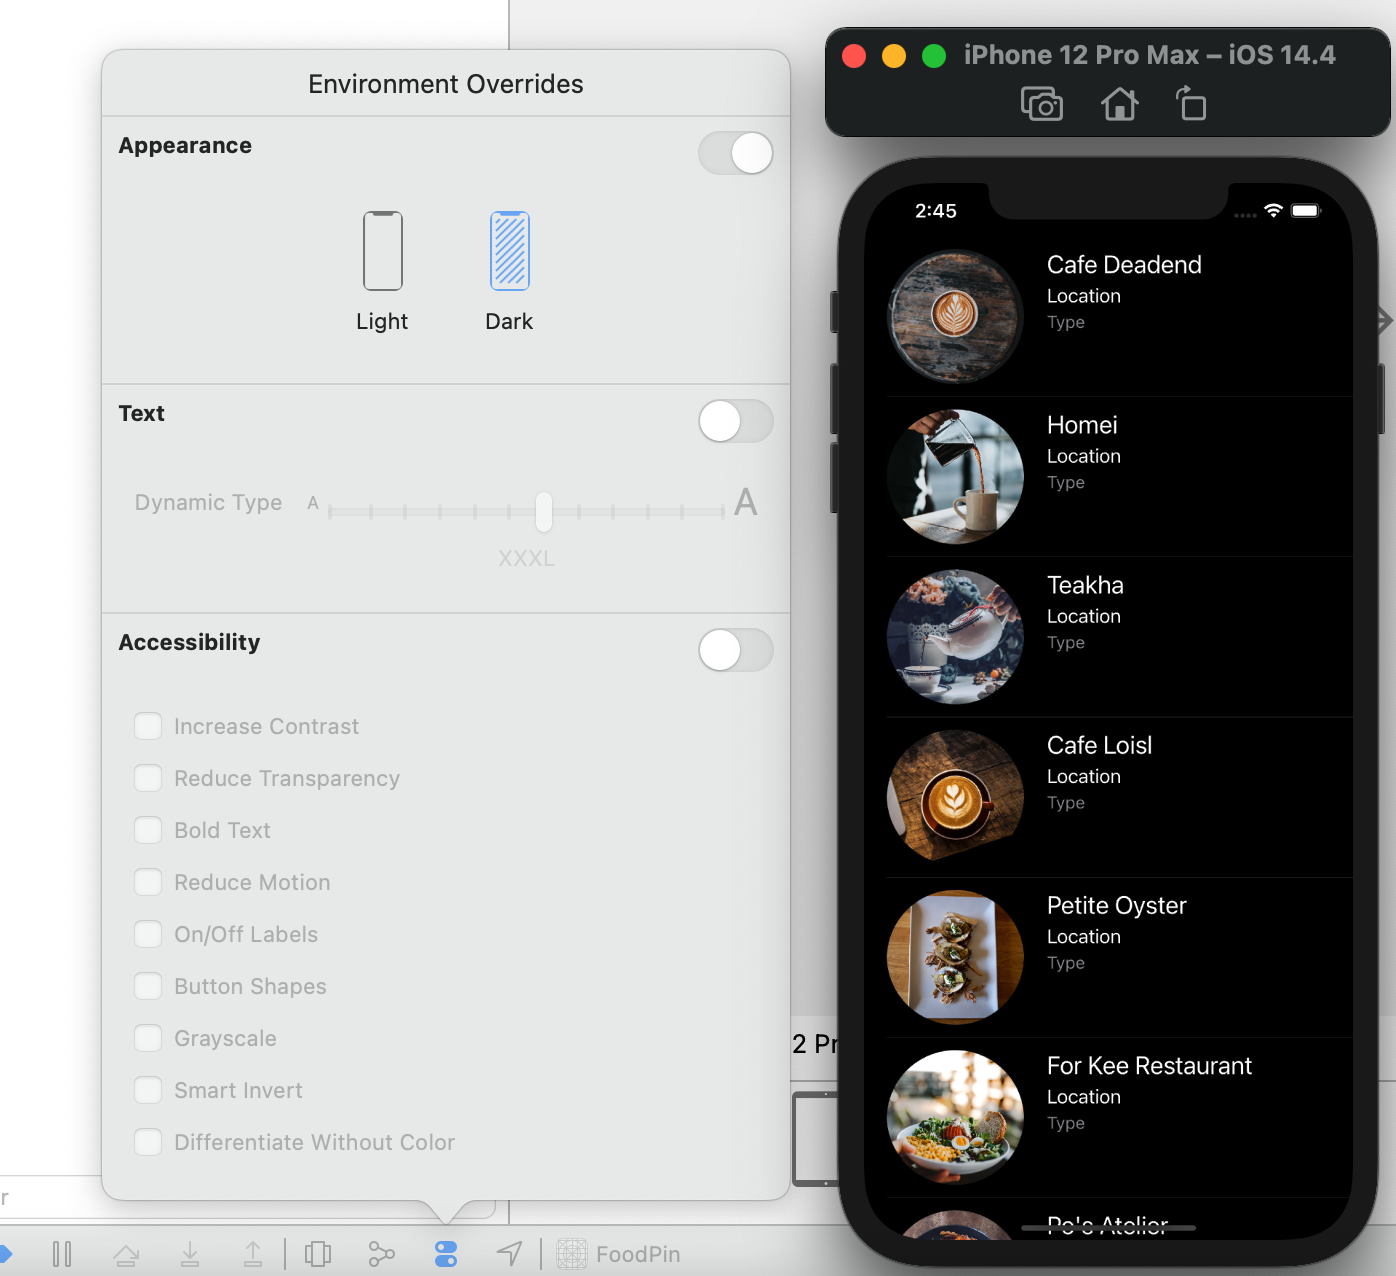 Environment Overrides
Appearance
Light
Dark
Text
Dynamic Type
A
A
XXXL
Accessibility
Increase Contrast
Reduce Transparency
Bold Text
Reduce Motion
On/Off Labels
Button Shapes
Grayscale
Smart Invert
Differentiate Without Color
r
FoodPin
2 Pr
iPhone 12 Pro Max – iOS 14.4
2:45
Cafe Deadend
Location
Type
Homei
Location
Type
Teakha
Location
Type
Cafe Loisl
Location
Type
Petite Oyster
Location
Type
For Kee Restaurant
Location
Type
Po's Atelier